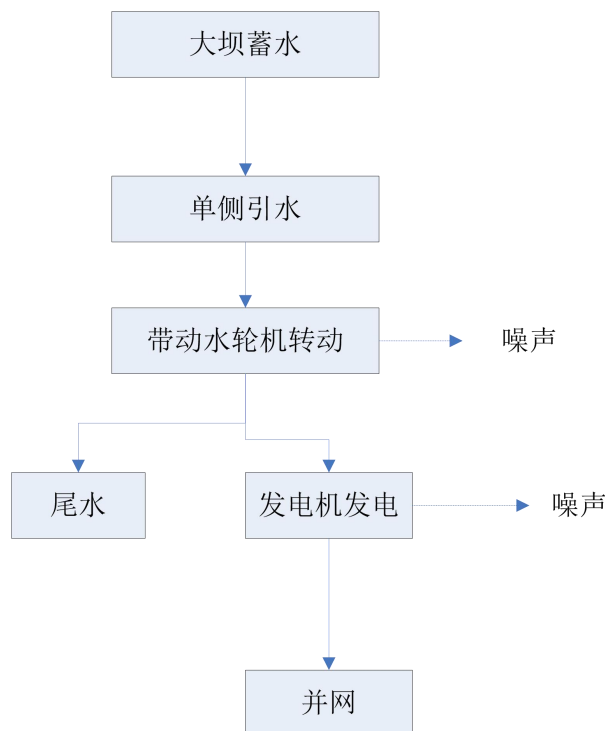 大坝蓄水
单侧引水
带动水轮机转动
噪声
尾水
发电机发电
噪声
并网